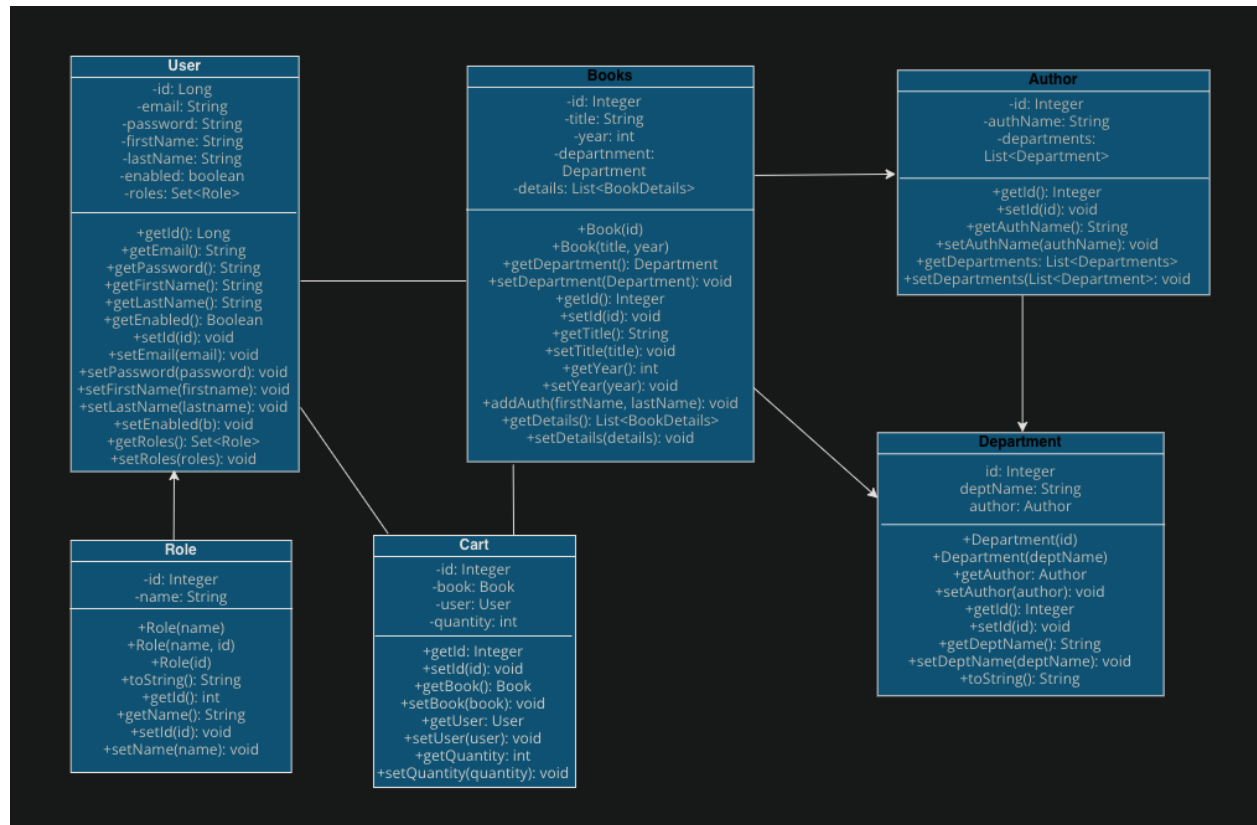 User
-id: Long
-email: String
-password: String
-firstName: String
-lastName: String
-enabled: boolean
-roles: Set<Role>
+getId(): Long
+getEmail(): String
+getPassword(): String
+getFirstName(): String
+getLastName(): String
+getEnabled(): Boolean
+setId(id): void
+setEmail(email): void
+setPassword(password): void
+setFirstName(firstname): void
+setLastName(lastname): void
+setEnabled(b): void
+getRoles(): Set<Role>
+setRoles(roles): void
Books
-id: Integer
-title: String
-year: int
-departnment:
Department
-details: List<BookDetails>
+Book(id)
+Book(title, year)
+getDepartment(): Department
+setDepartment(Department): void
+getId(): Integer
+setId(id): void
+getTitle(): String
+setTitle(title): void
+getYear(): int
+setYear(year): void
+addAuth(firstName, lastName): void
+getDetails(): List<BookDetails>
+setDetails(details): void
Author
-id: Integer
-authName: String
-departments:
List<Department>
+getId(): Integer
+setId(id): void
+getAuthName(): String
+setAuthName(authName): void
+getDepartments: List<Departments>
+setDepartments(List<Department>: void
Role
-id: Integer
-name: String
+Role(name)
+Role(name, id)
+Role(id)
+toString(): String
+getId(): int
+getName(): String
+setId(id): void
+setName(name): void
Cart
-id: Integer
-book: Book
-user: User
-quantity: int
+getId: Integer
+setId(id): void
+getBook(): Book
+setBook(book): void
+getUser: User
+setUser(user): void
+getQuantity: int
+setQuantity(quantity): void
Department
id: Integer
deptName: String
author: Author
+Department(id)
+Department(deptName)
+getAuthor: Author
+setAuthor(author): void
+getId(): Integer
+setId(id): void
+getDeptName(): String
+setDeptName(deptName): void
+toString(): String